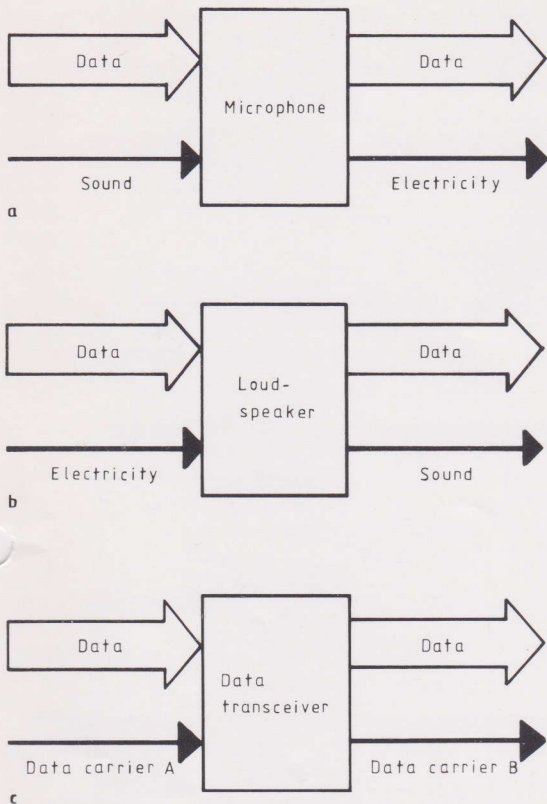 Data
Data
Microphone
Sound
Electricity
a
Data
Data
Loud-
speaker
Electricity
Sound
b
Data
Data
Data
transceiver
Data carrier A
Data carrier B
c